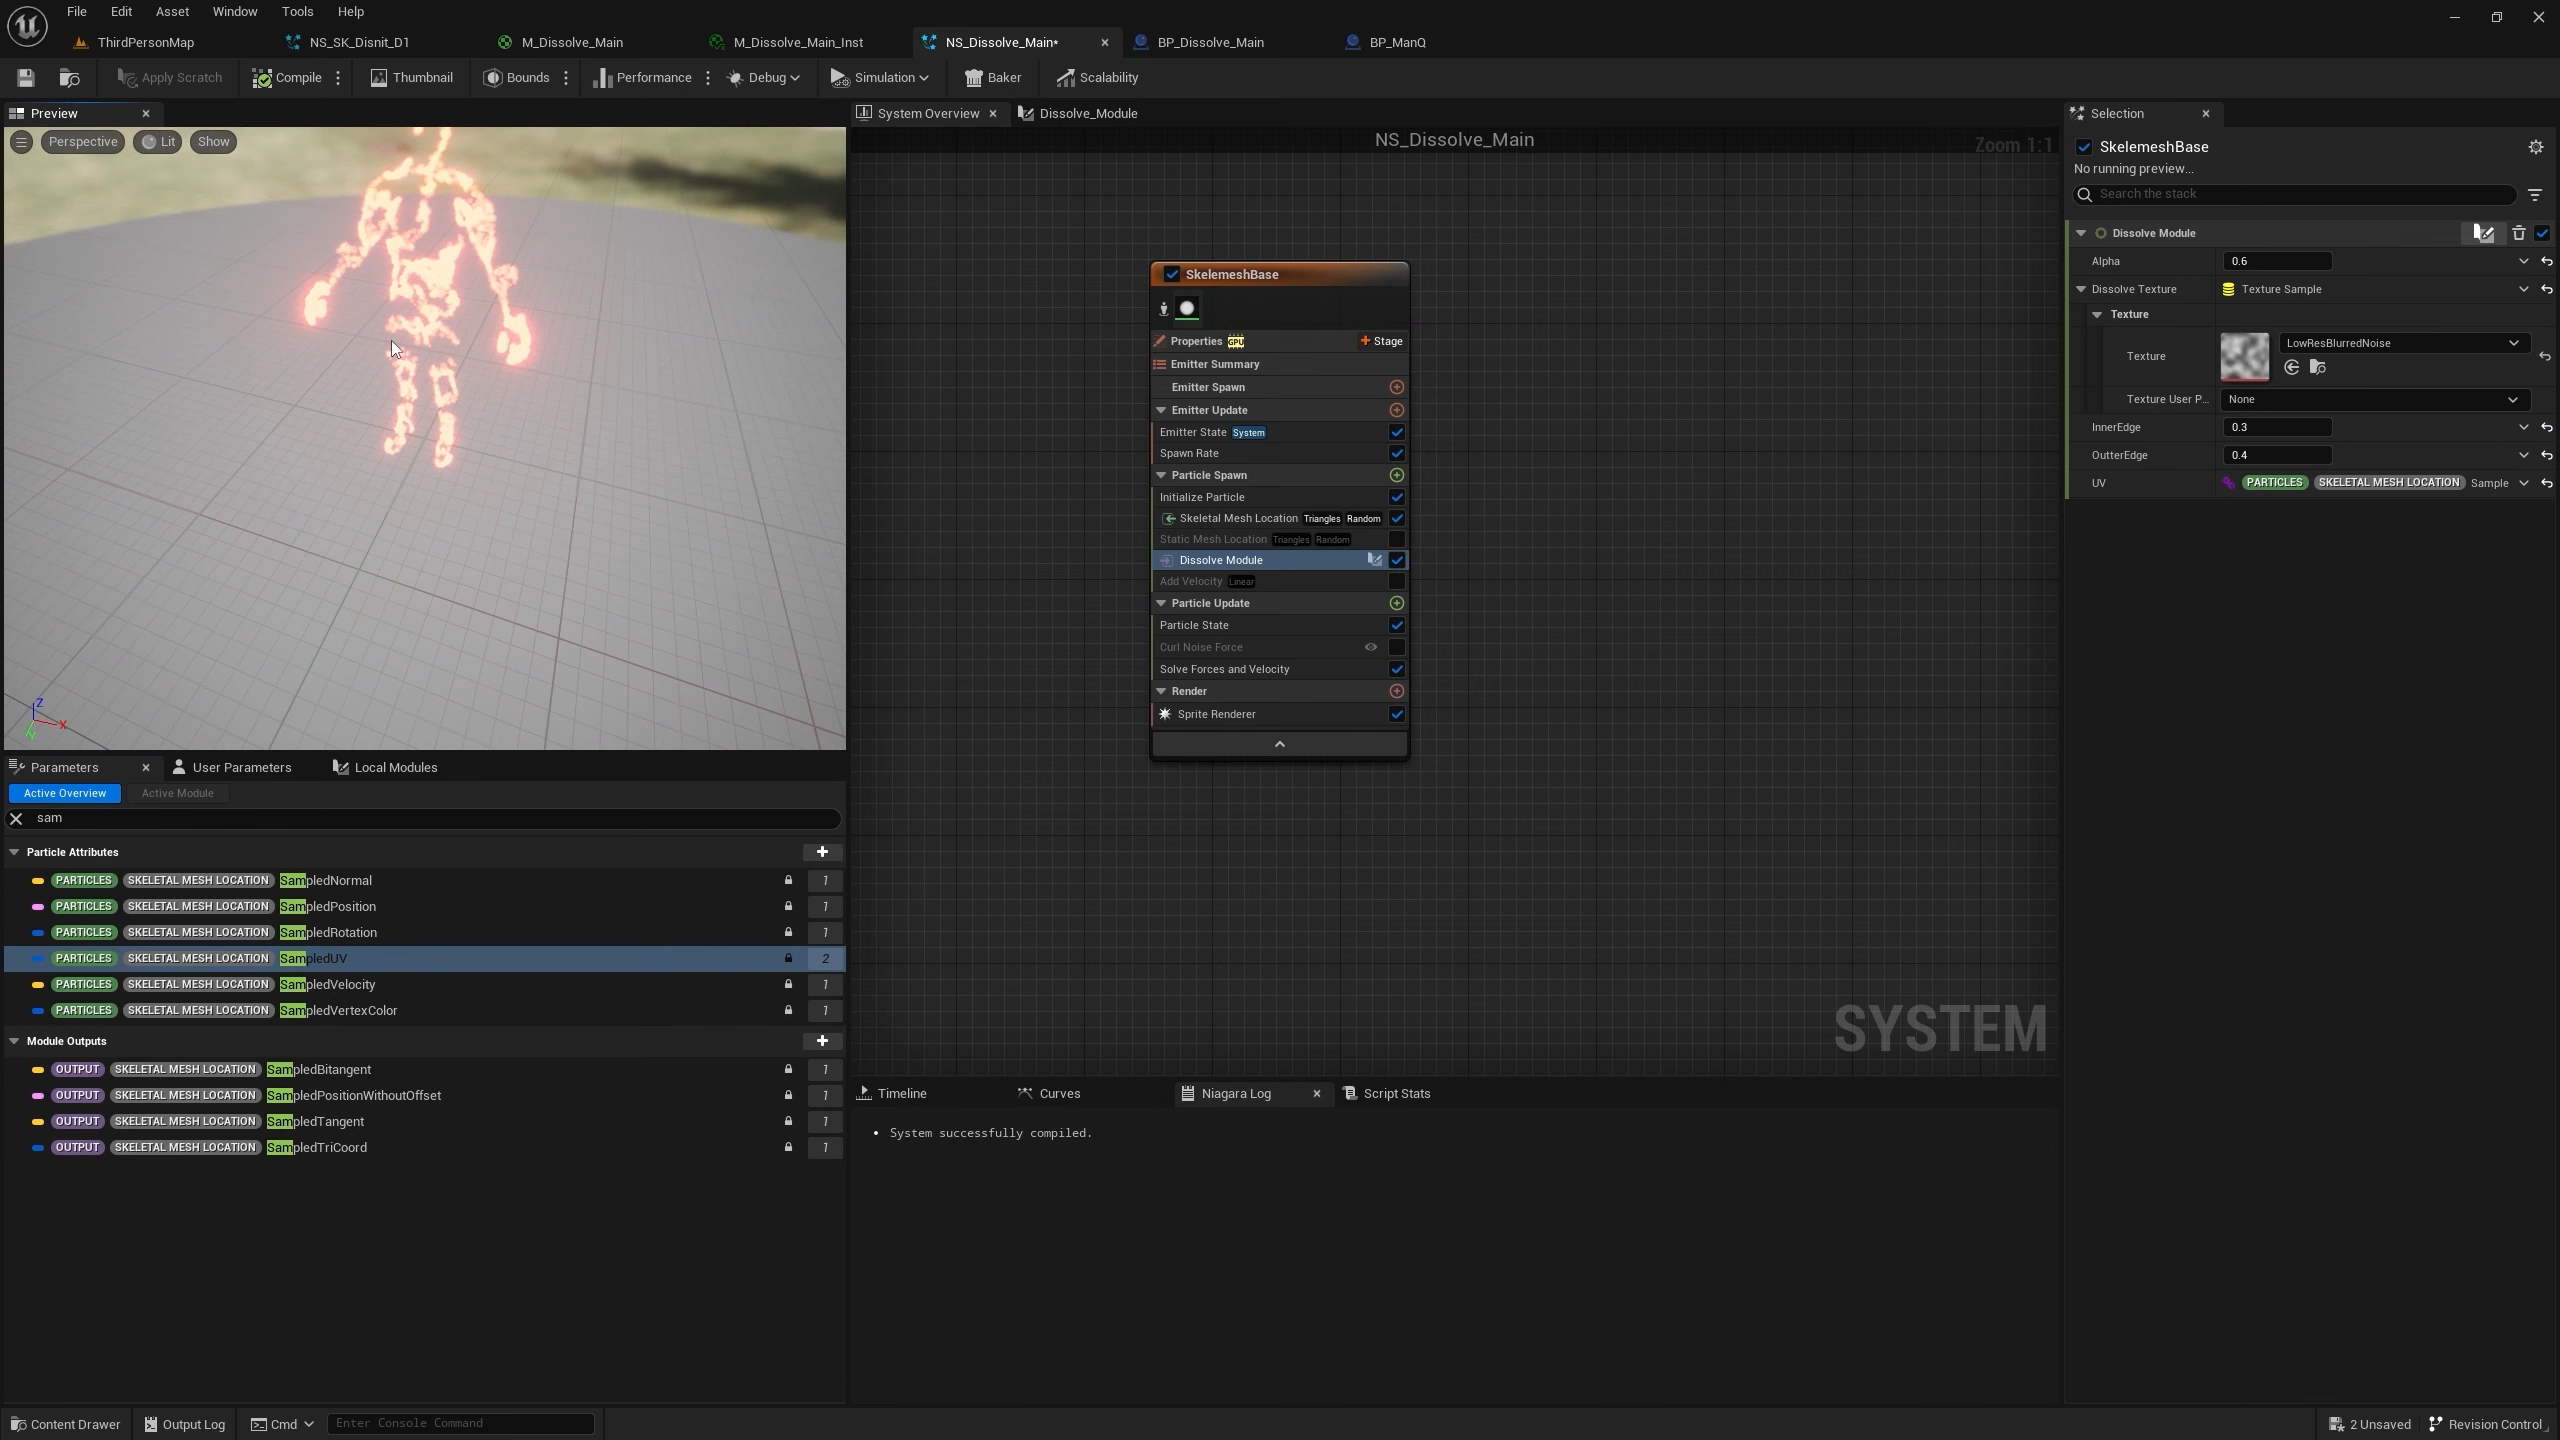 File Edit Asset Window Tools Help
ThirdPersonMap NS_SK_Disnit_D1 M_Dissolve_Main M_Dissolve_Main_Inst NS_Dissolve_Main* BP_Dissolve_Main BP_ManQ
Apply Scratch Compile Thumbnail Bounds Performance Debug Simulation Baker Scalability
Preview
Perspective Lit Show
Z
X
Y
System Overview Dissolve_Module
NS_Dissolve_Main
Zoom 1:1
SkelemeshBase
Properties GPU Stage
Emitter Summary
Emitter Spawn
Emitter Update
Emitter State System
Spawn Rate
Particle Spawn
Initialize Particle
Skeletal Mesh Location Triangles Random
Static Mesh Location Triangles Random
Dissolve Module
Add Velocity Linear
Particle Update
Particle State
Curl Noise Force
Solve Forces and Velocity
Render
Sprite Renderer
SYSTEM
Selection
SkelemeshBase
No running preview...
Search the stack
Dissolve Module
Alpha 0.6
Dissolve Texture Texture Sample
Texture
Texture LowResBlurredNoise
Texture User P... None
InnerEdge 0.3
OutterEdge 0.4
UV PARTICLES SKELETAL MESH LOCATION Sample
Parameters User Parameters Local Modules
Active Overview Active Module
sam
Particle Attributes
PARTICLES SKELETAL MESH LOCATION SampledNormal 1
PARTICLES SKELETAL MESH LOCATION SampledPosition 1
PARTICLES SKELETAL MESH LOCATION SampledRotation 1
PARTICLES SKELETAL MESH LOCATION SampledUV 2
PARTICLES SKELETAL MESH LOCATION SampledVelocity 1
PARTICLES SKELETAL MESH LOCATION SampledVertexColor 1
Module Outputs
OUTPUT SKELETAL MESH LOCATION SampledBitangent 1
OUTPUT SKELETAL MESH LOCATION SampledPositionWithoutOffset 1
OUTPUT SKELETAL MESH LOCATION SampledTangent 1
OUTPUT SKELETAL MESH LOCATION SampledTriCoord 1
Timeline Curves Niagara Log Script Stats
• System successfully compiled.
Content Drawer Output Log Cmd Enter Console Command 2 Unsaved Revision Control